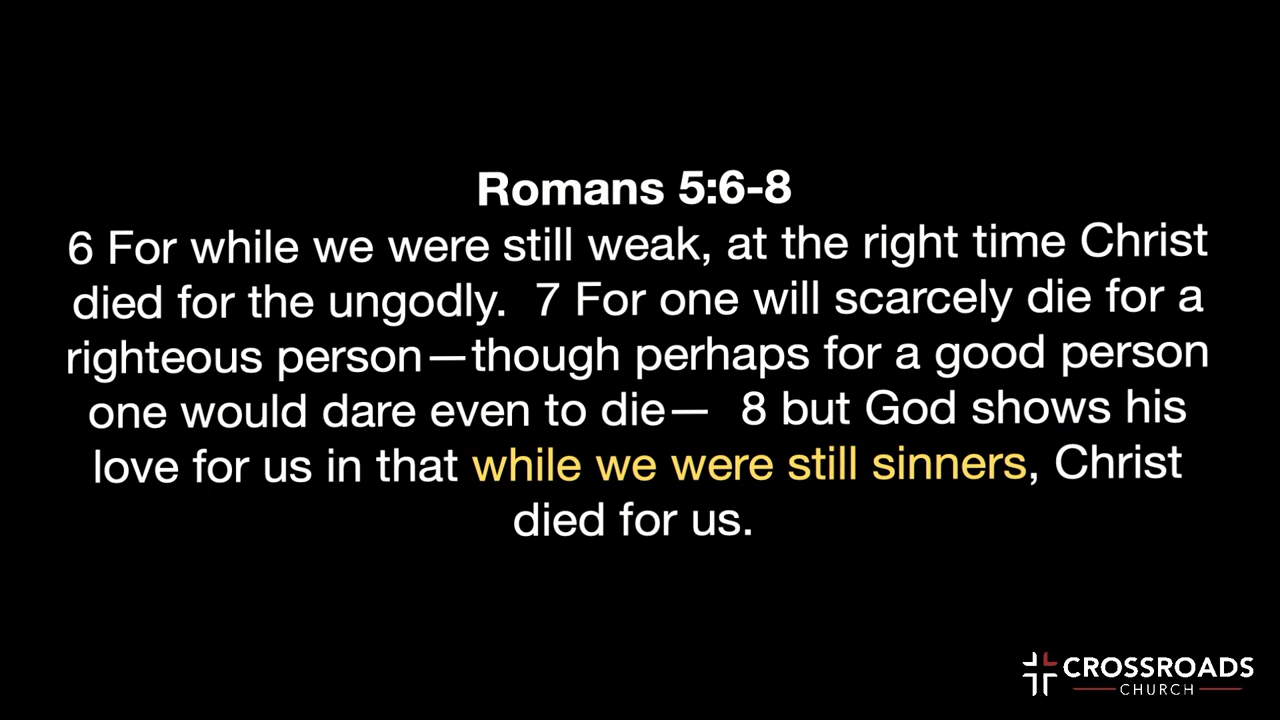 Romans 5:6-8
6 For while we were still weak, at the right time Christ
died for the ungodly.  7 For one will scarcely die for a
righteous person—though perhaps for a good person
one would dare even to die—  8 but God shows his
love for us in that while we were still sinners, Christ
died for us.
CROSSROADS
CHURCH